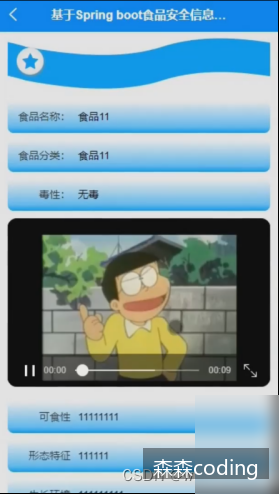 基于Spring boot食品安全信息...
食品名称： 食品11
食品分类： 食品11
毒性： 无毒
00:00 00:09
可食性 11111111
形态特征 111111
CSDN
森森coding